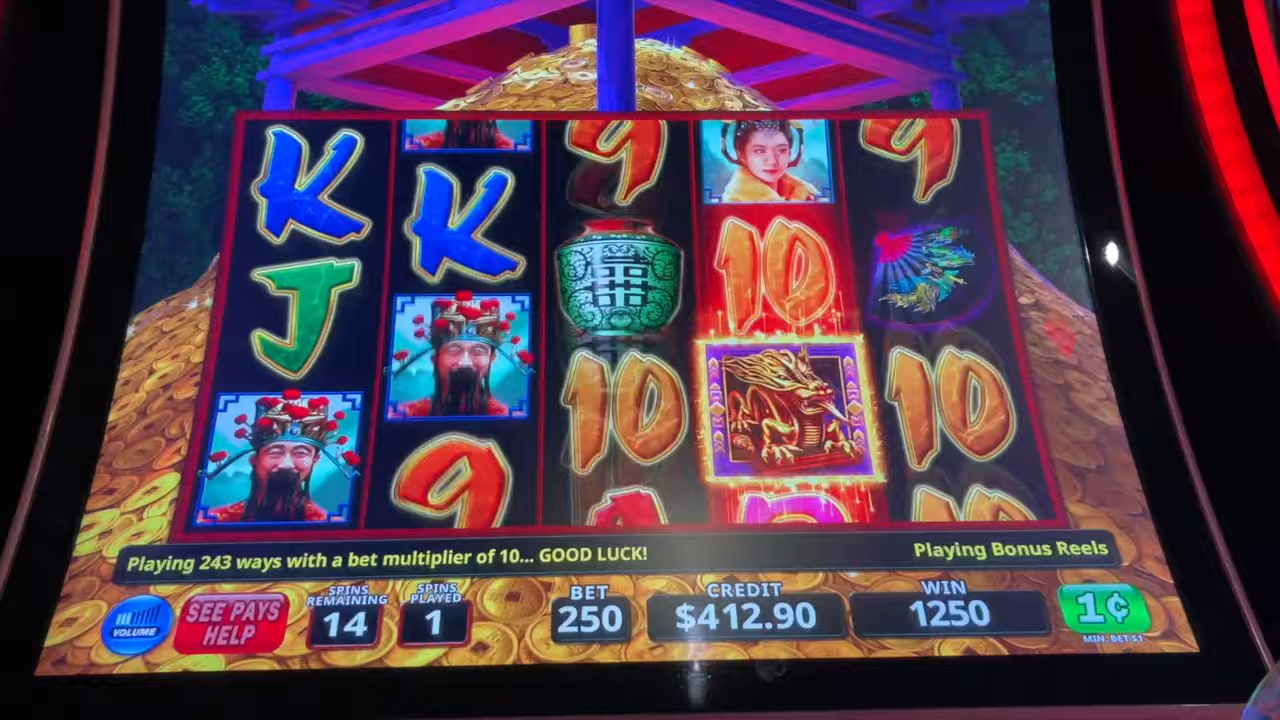 9 9
K
K
10
J
10 10
9
10
Playing 243 ways with a bet multiplier of 10... GOOD LUCK!
Playing Bonus Reels
VOLUME
SEE PAYS
HELP
SPINS
REMAINING
14
SPINS
PLAYED
1
BET
250
CREDIT
$412.90
WIN
1250
1¢
MIN. BET $1